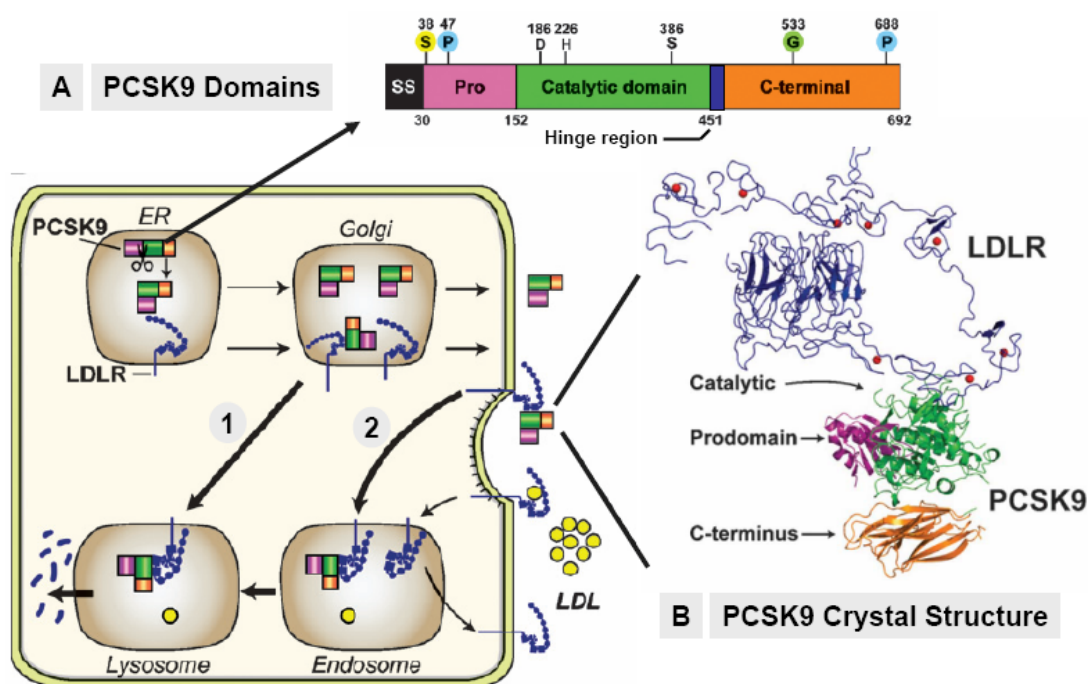 38 47 186 226 386 533 688
S P D H S G P
A PCSK9 Domains
SS Pro Catalytic domain C-terminal
30 152 451 692
Hinge region
ER
PCSK9
Golgi
LDLR
LDLR
1 2
Catalytic
Prodomain
PCSK9
C-terminus
LDL
B PCSK9 Crystal Structure
Lysosome Endosome